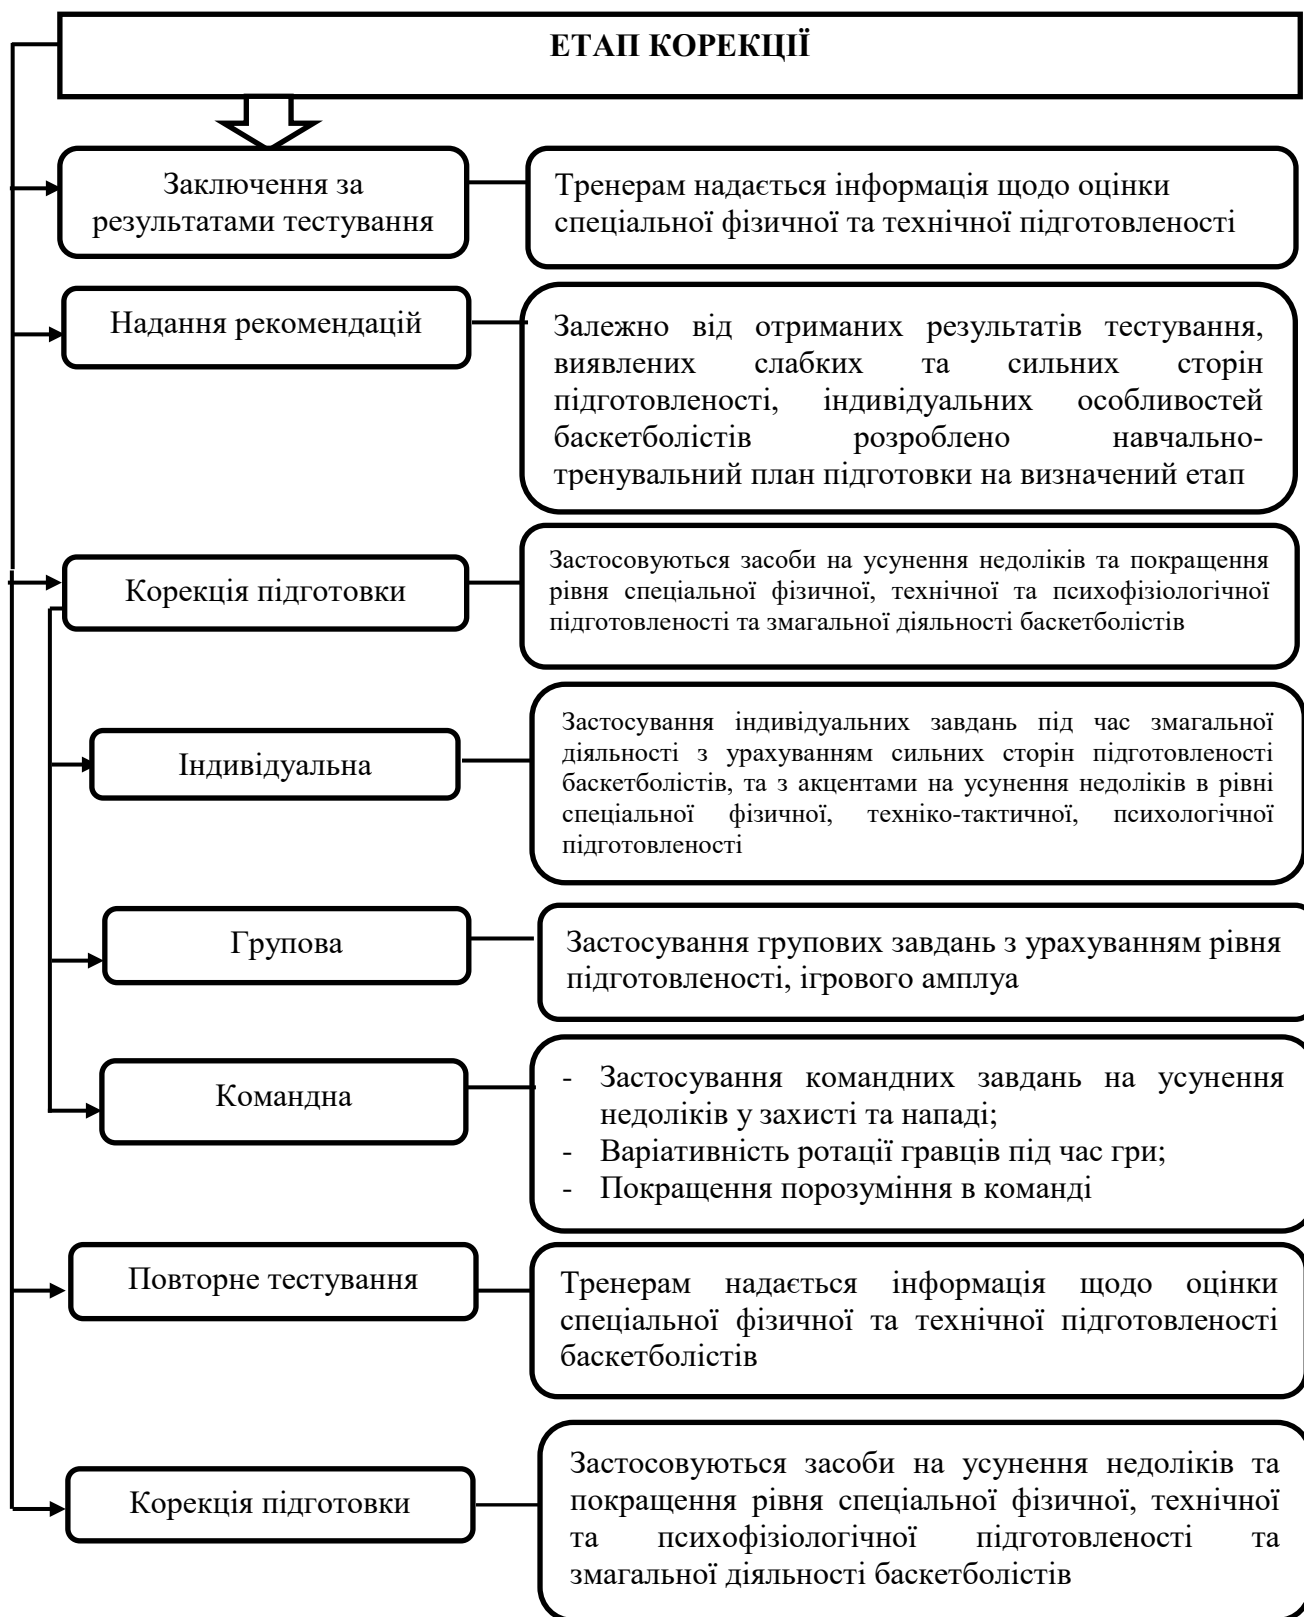 ЕТАП КОРЕКЦІЇ
Заключення за
результатами тестування
Тренерам надається інформація щодо оцінки
спеціальної фізичної та технічної підготовленості
Надання рекомендацій
Залежно від отриманих результатів тестування,
виявлених слабких та сильних сторін
підготовленості, індивідуальних особливостей
баскетболістів розроблено навчально-
тренувальний план підготовки на визначений етап
Корекція підготовки
Застосовуються засоби на усунення недоліків та покращення
рівня спеціальної фізичної, технічної та психофізіологічної
підготовленості та змагальної діяльності баскетболістів
Індивідуальна
Застосування індивідуальних завдань під час змагальної
діяльності з урахуванням сильних сторін підготовленості
баскетболістів, та з акцентами на усунення недоліків в рівні
спеціальної фізичної, техніко-тактичної, психологічної
підготовленості
Групова
Застосування групових завдань з урахуванням рівня
підготовленості, ігрового амплуа
Командна
- Застосування командних завдань на усунення
недоліків у захисті та нападі;
- Варіативність ротації гравців під час гри;
- Покращення порозуміння в команді
Повторне тестування
Тренерам надається інформація щодо оцінки
спеціальної фізичної та технічної підготовленості
баскетболістів
Корекція підготовки
Застосовуються засоби на усунення недоліків та
покращення рівня спеціальної фізичної, технічної
та психофізіологічної підготовленості та
змагальної діяльності баскетболістів